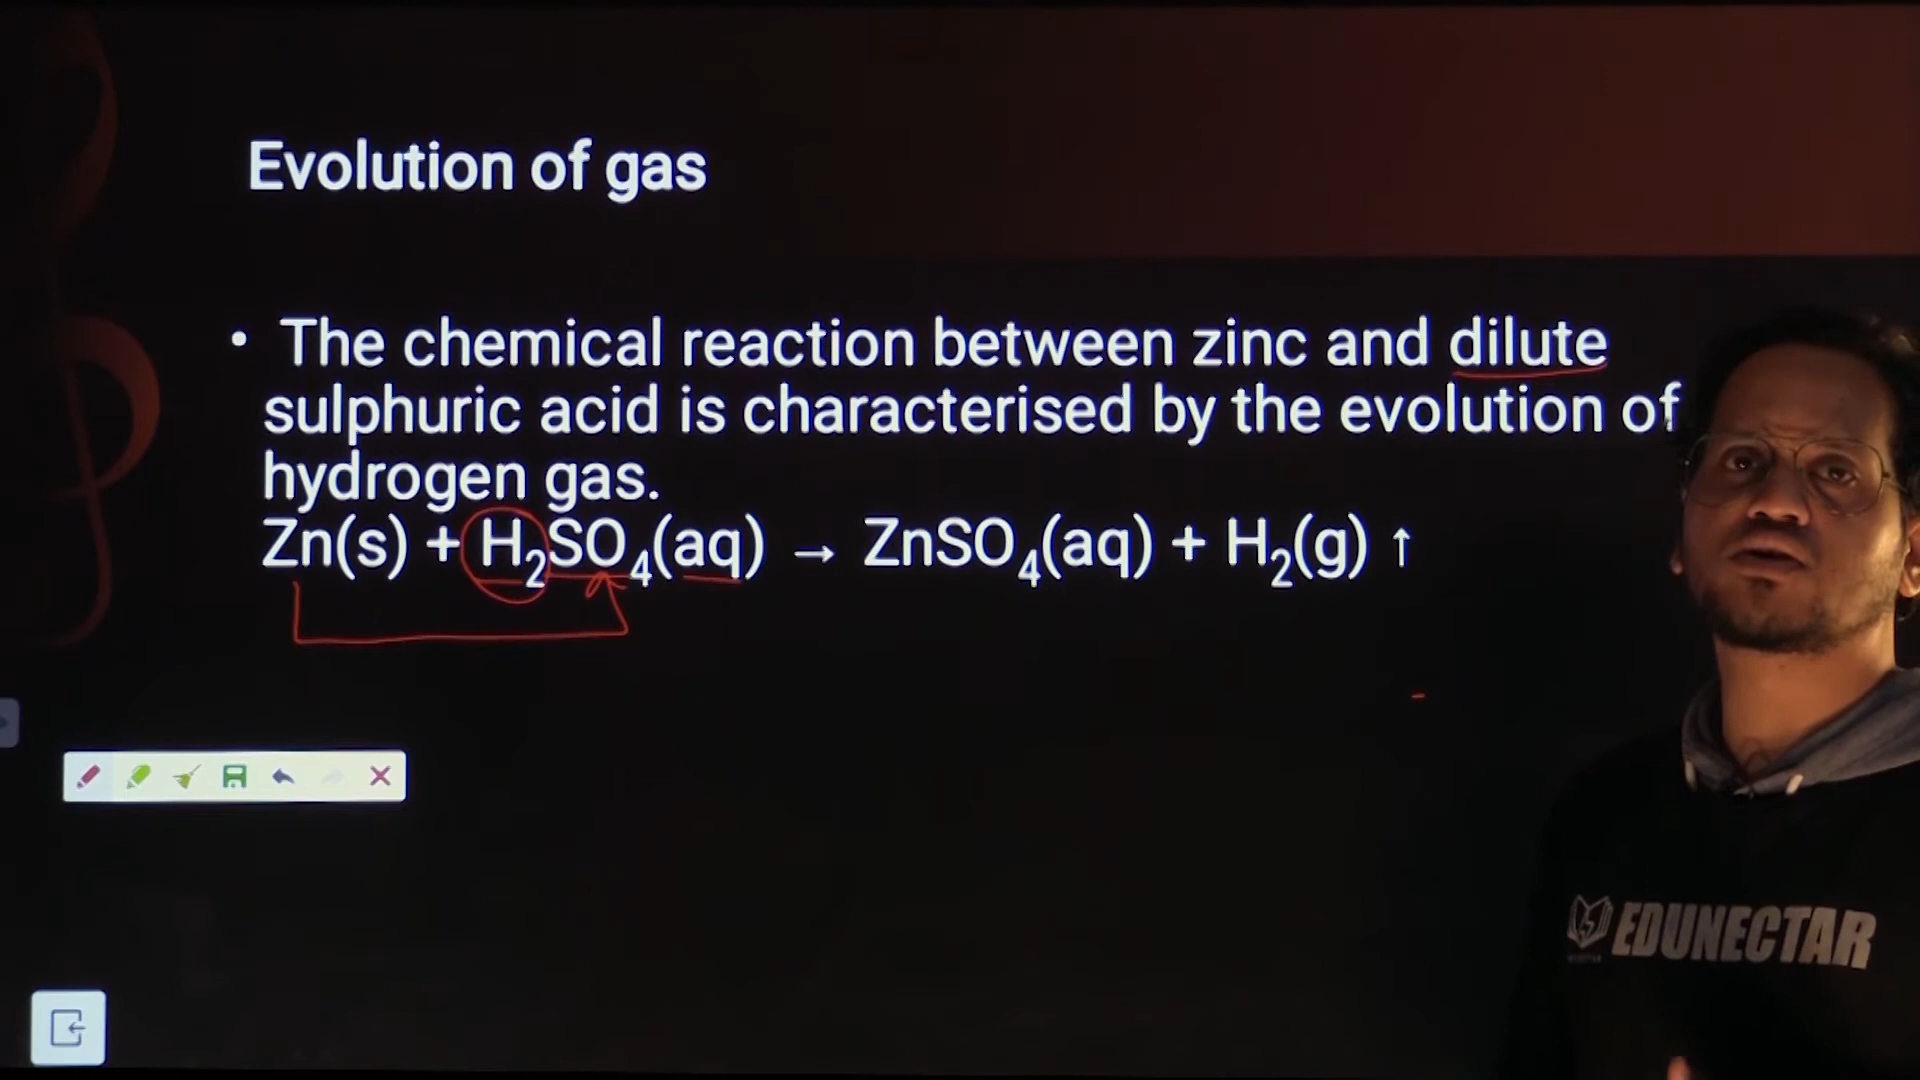 Evolution of gas
• The chemical reaction between zinc and dilute
sulphuric acid is characterised by the evolution of
hydrogen gas.
Zn(s) + H₂SO₄(aq) → ZnSO₄(aq) + H₂(g) ↑
EDUNECTAR